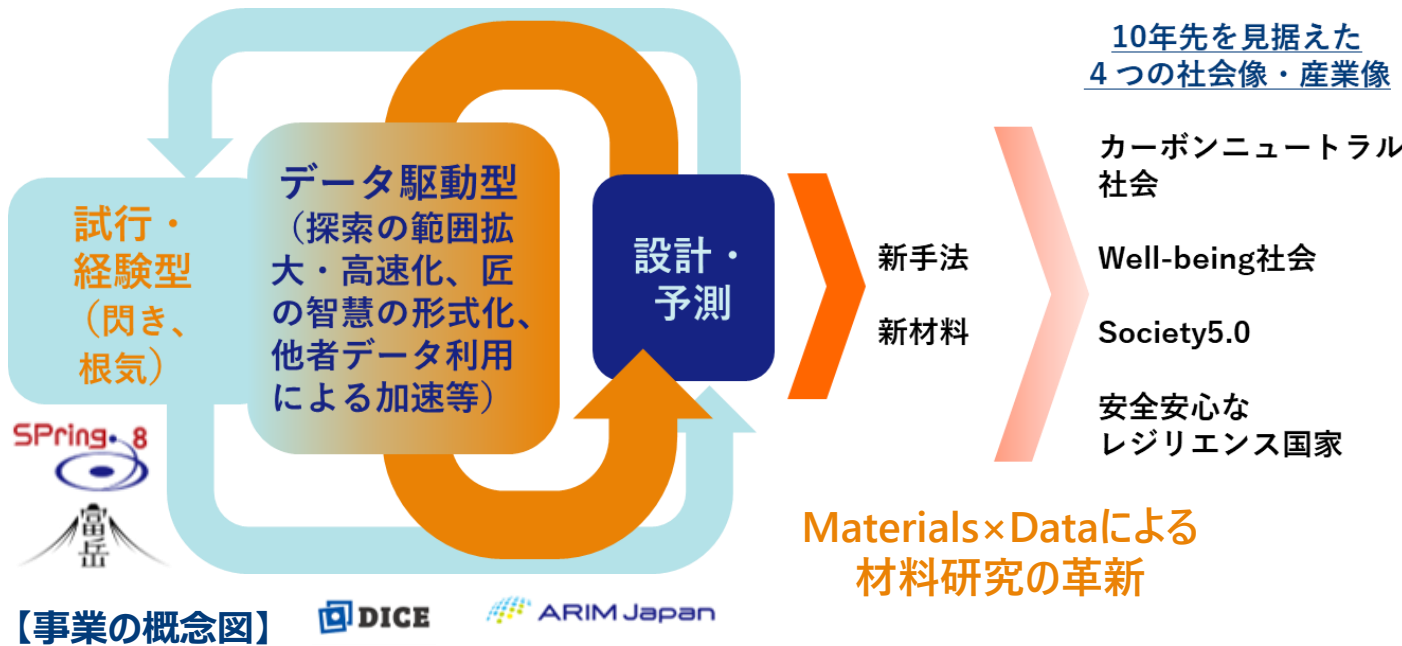 試行・
経験型
（閃き、
根気）
データ駆動型
（探索の範囲拡
大・高速化、匠
の智慧の形式化、
他者データ利用
による加速等）
設計・
予測
新手法
新材料
10年先を見据えた
４つの社会像・産業像
カーボンニュートラル
社会
Well-being社会
Society5.0
安全安心な
レジリエンス国家
Materials×Dataによる
材料研究の革新
SPring-8
富岳
【事業の概念図】
DICE
ARIM Japan